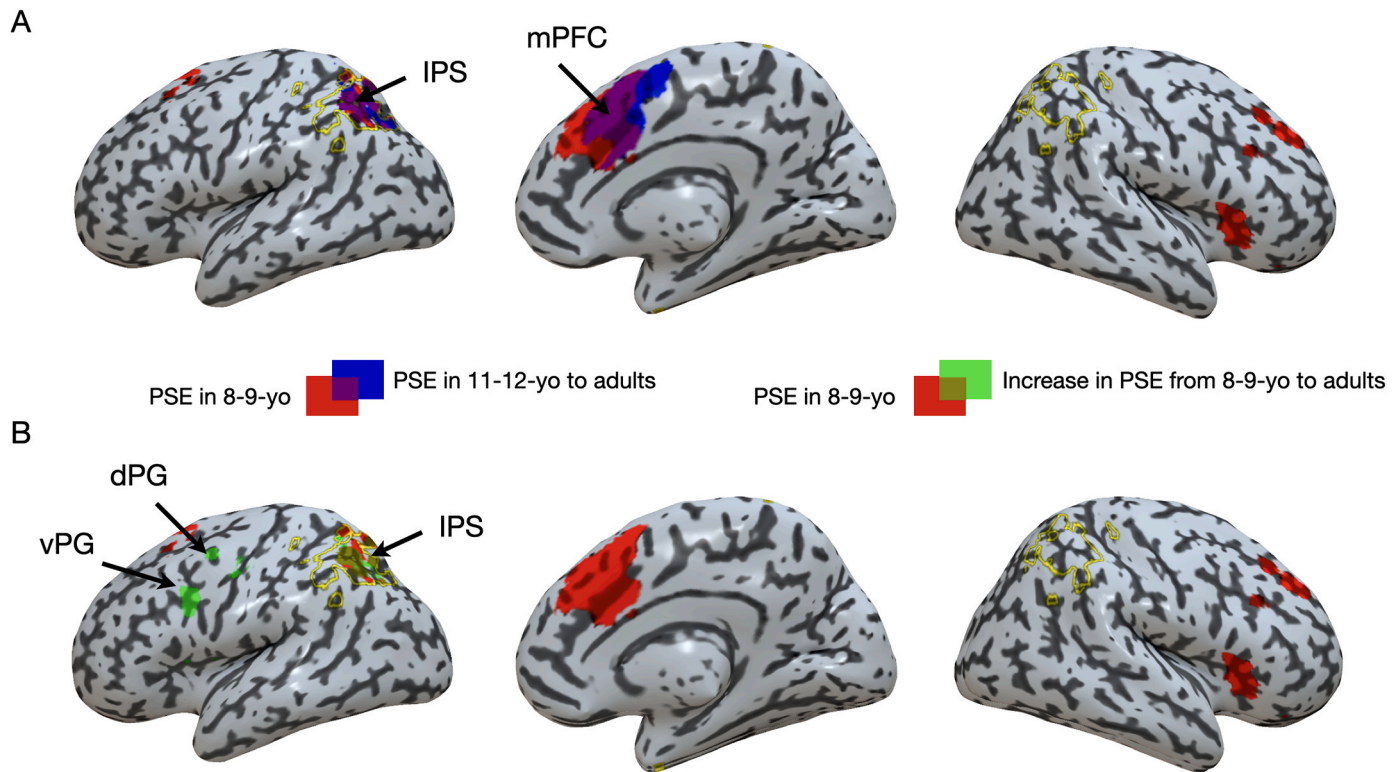 A
IPS
mPFC
PSE in 8-9-yo
PSE in 11-12-yo to adults
PSE in 8-9-yo
Increase in PSE from 8-9-yo to adults
B
dPG
vPG
IPS